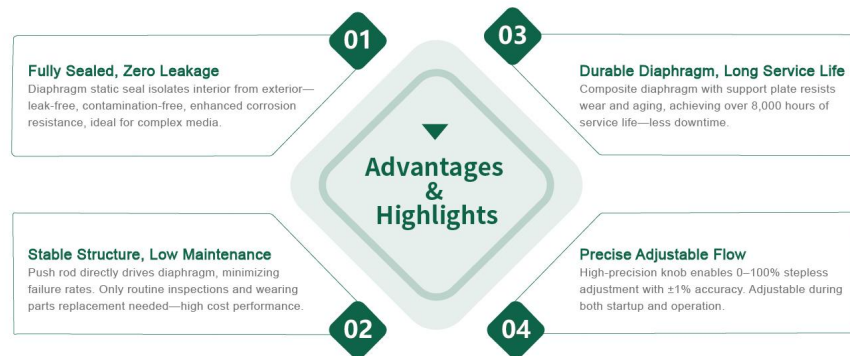 01
Fully Sealed, Zero Leakage
Diaphragm static seal isolates interior from exterior—
leak-free, contamination-free, enhanced corrosion
resistance, ideal for complex media.
02
Stable Structure, Low Maintenance
Push rod directly drives diaphragm, minimizing
failure rates. Only routine inspections and wearing
parts replacement needed—high cost performance.
Advantages
&
Highlights
03
Durable Diaphragm, Long Service Life
Composite diaphragm with support plate resists
wear and aging, achieving over 8,000 hours of
service life—less downtime.
04
Precise Adjustable Flow
High-precision knob enables 0–100% stepless
adjustment with ±1% accuracy. Adjustable during
both startup and operation.